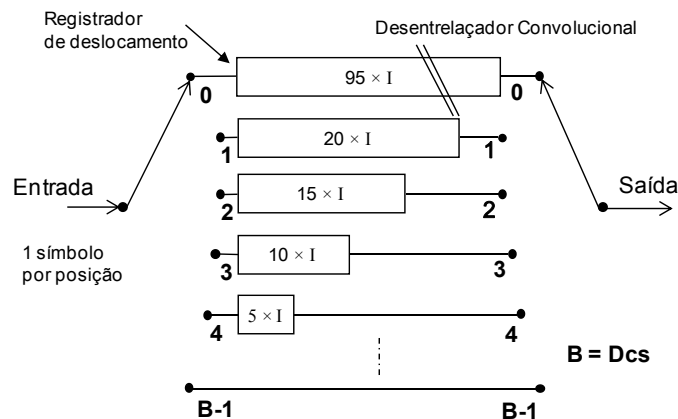 Registrador
de deslocamento
Desentrelaçador Convolucional
0
95 × I
0
1
20 × I
1
Entrada
2
15 × I
2
Saída
1 símbolo
por posição
3
10 × I
3
4
5 × I
4
B = Dcs
B-1
B-1